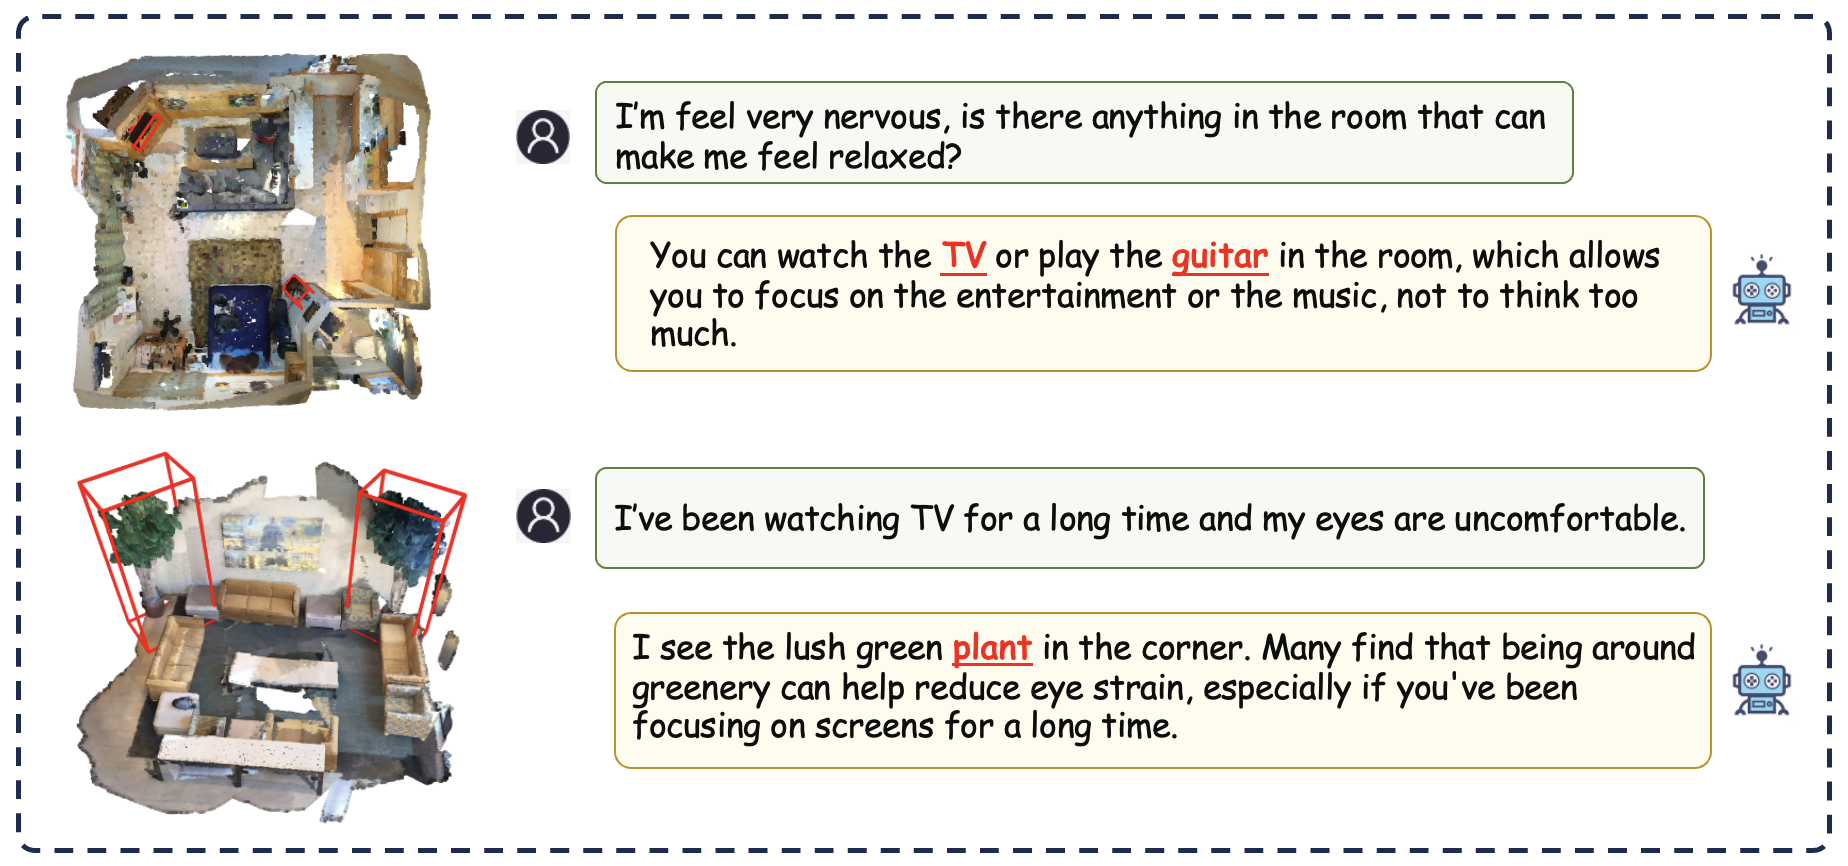 I'm feel very nervous, is there anything in the room that can
make me feel relaxed?
You can watch the TV or play the guitar in the room, which allows
you to focus on the entertainment or the music, not to think too
much.
I've been watching TV for a long time and my eyes are uncomfortable.
I see the lush green plant in the corner. Many find that being around
greenery can help reduce eye strain, especially if you've been
focusing on screens for a long time.